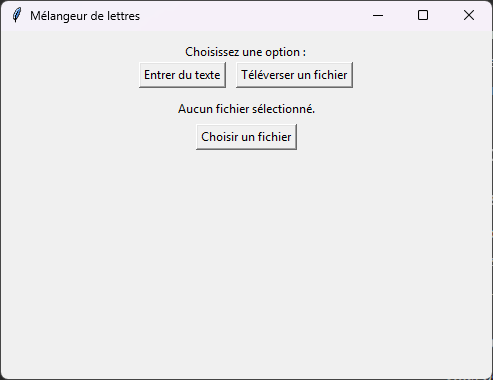 Mélangeur de lettres
Choisissez une option :
Entrer du texte Téléverser un fichier
Aucun fichier sélectionné.
Choisir un fichier